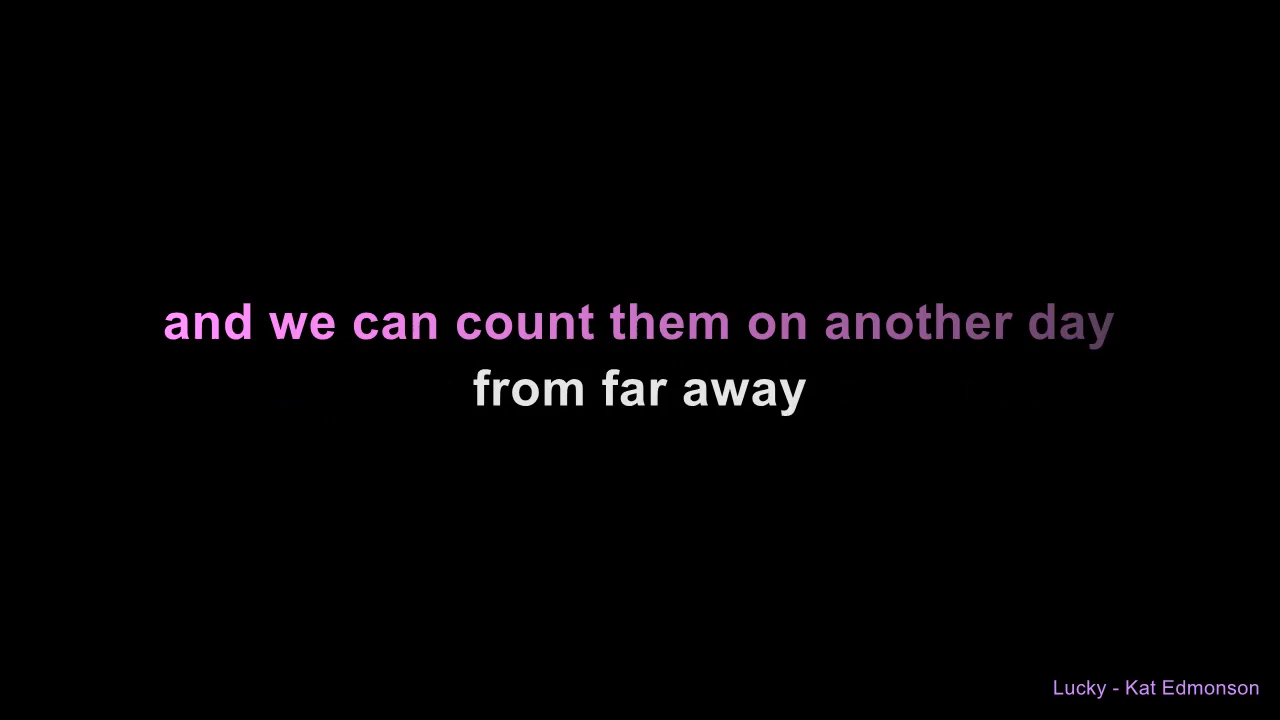 and we can count them on another day
from far away
Lucky - Kat Edmonson